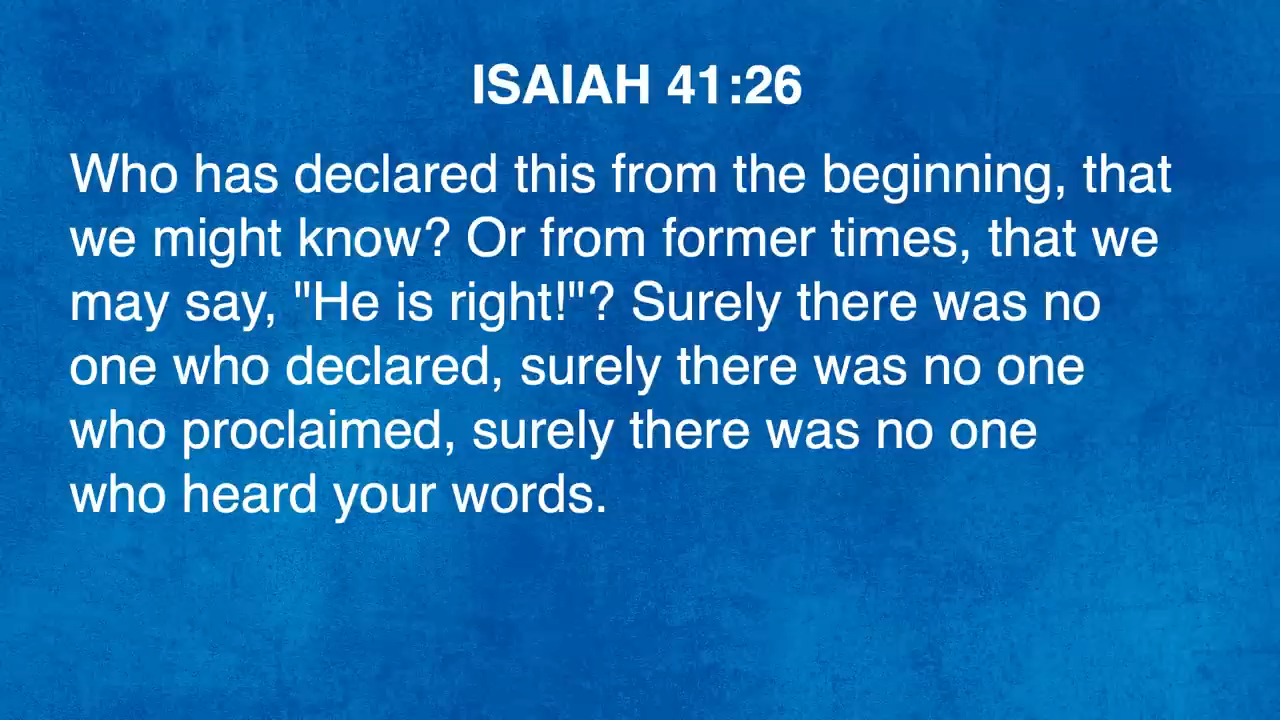 ISAIAH 41:26
Who has declared this from the beginning, that
we might know? Or from former times, that we
may say, "He is right!"? Surely there was no
one who declared, surely there was no one
who proclaimed, surely there was no one
who heard your words.